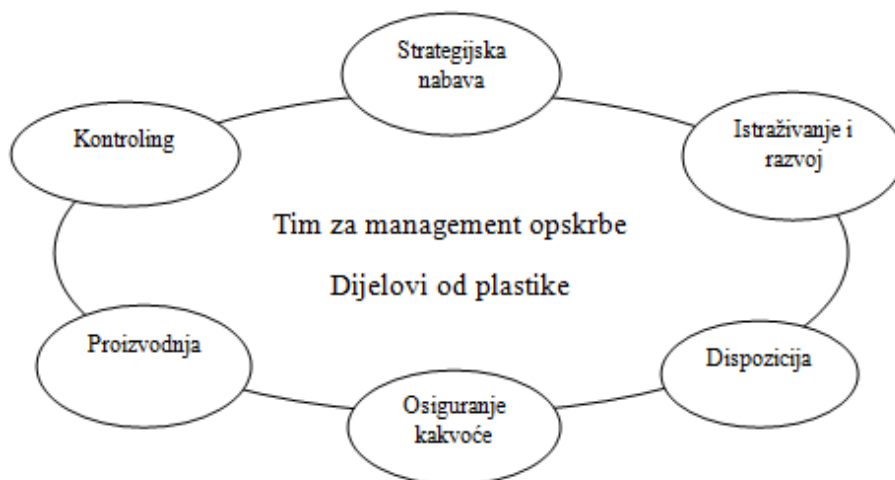 Strategijska
nabava
Kontroling
Istraživanje i
razvoj
Tim za management opskrbe
Dijelovi od plastike
Proizvodnja
Dispozicija
Osiguranje
kakvoće